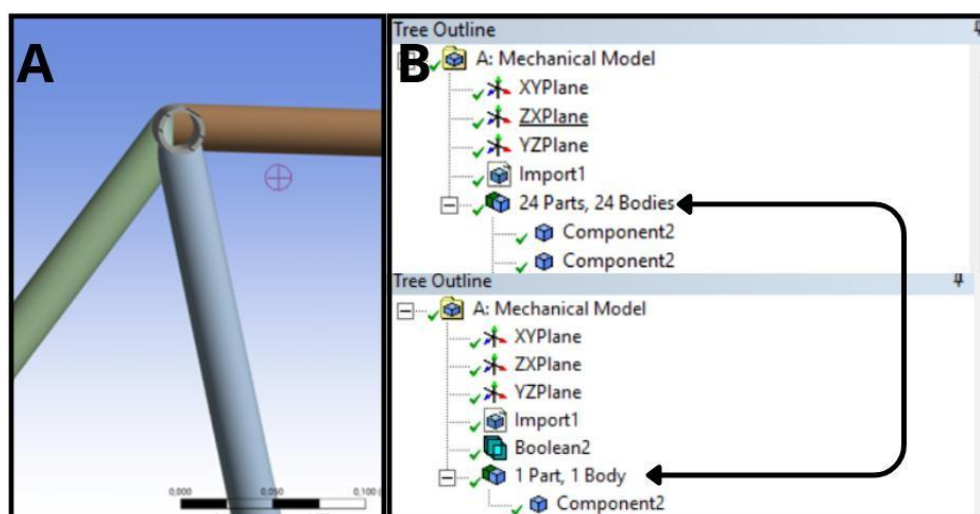 A
0,000
0,050
0,100
B
Tree Outline
A: Mechanical Model
XYPlane
ZXPlane
YZPlane
Import1
24 Parts, 24 Bodies
Component2
Component2
Tree Outline
A: Mechanical Model
XYPlane
ZXPlane
YZPlane
Import1
Boolean2
1 Part, 1 Body
Component2